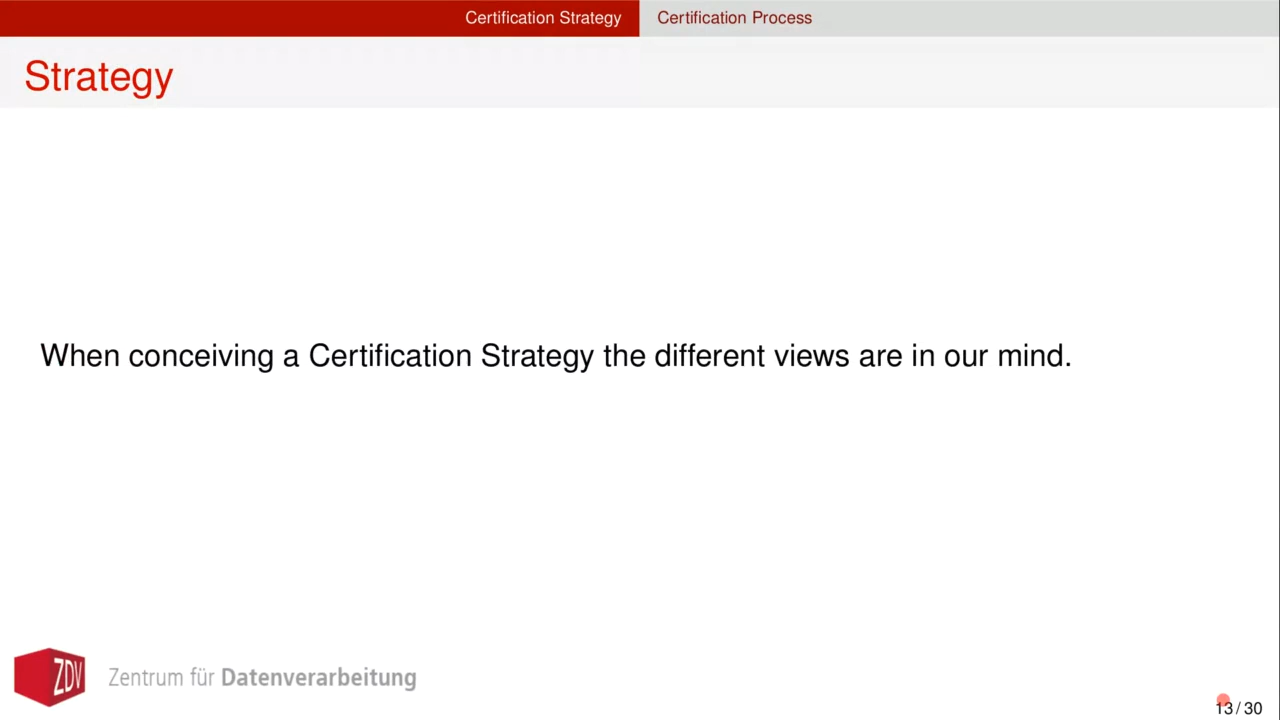 Certification Strategy Certification Process
Strategy
When conceiving a Certification Strategy the different views are in our mind.
ZDV Zentrum für Datenverarbeitung
13 / 30